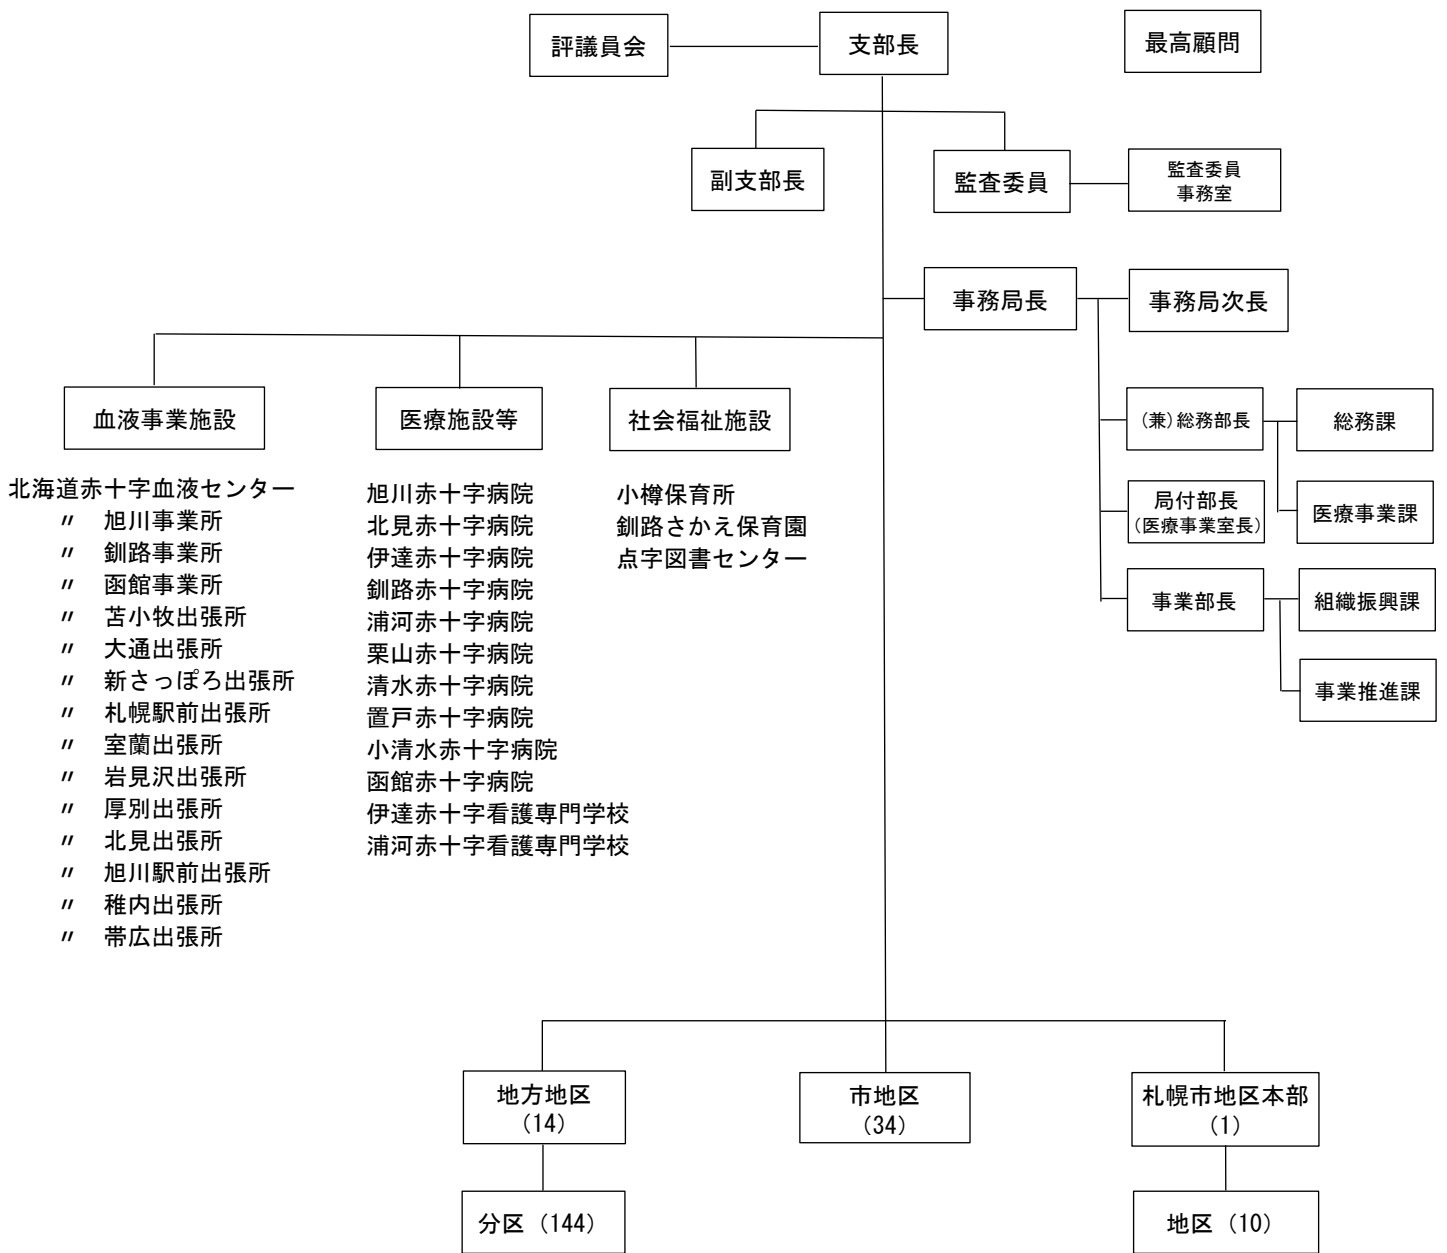 評議員会
支部長
最高顧問
副支部長
監査委員
監査委員
事務室
事務局長
事務局次長
血液事業施設
医療施設等
社会福祉施設
(兼)総務部長
総務課
局付部長
(医療事業室長)
医療事業課
事業部長
組織振興課
事業推進課
北海道赤十字血液センター
〃 旭川事業所
〃 釧路事業所
〃 函館事業所
〃 苫小牧出張所
〃 大通出張所
〃 新さっぽろ出張所
〃 札幌駅前出張所
〃 室蘭出張所
〃 岩見沢出張所
〃 厚別出張所
〃 北見出張所
〃 旭川駅前出張所
〃 稚内出張所
〃 帯広出張所
旭川赤十字病院
北見赤十字病院
伊達赤十字病院
釧路赤十字病院
浦河赤十字病院
栗山赤十字病院
清水赤十字病院
置戸赤十字病院
小清水赤十字病院
函館赤十字病院
伊達赤十字看護専門学校
浦河赤十字看護専門学校
小樽保育所
釧路さかえ保育園
点字図書センター
地方地区
(14)
市地区
(34)
札幌市地区本部
(1)
分区 (144)
地区 (10)